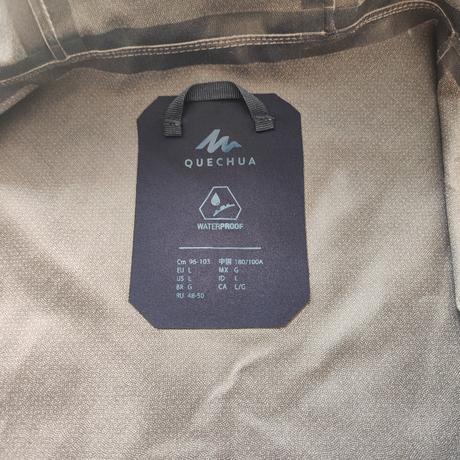 QUECHUA
WATERPROOF
Cm 96-103 中国 180/100A
EU L MX G
US L ID L
BR G CA L/G
RU 48-50